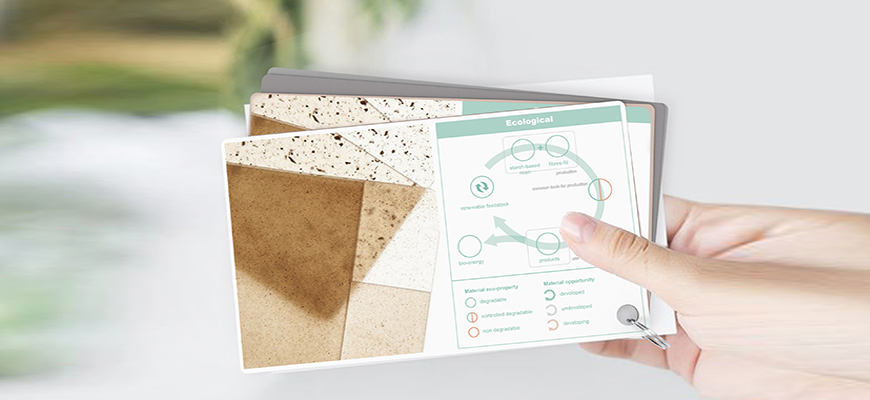 Ecological
+
starch-based
resin
fibres-fill
production
common tools for production
renewable feedstock
bio-energy
products
use
Material eco-property
degradable
controlled degradable
non degradable
Material opportunity
developed
undeveloped
developing